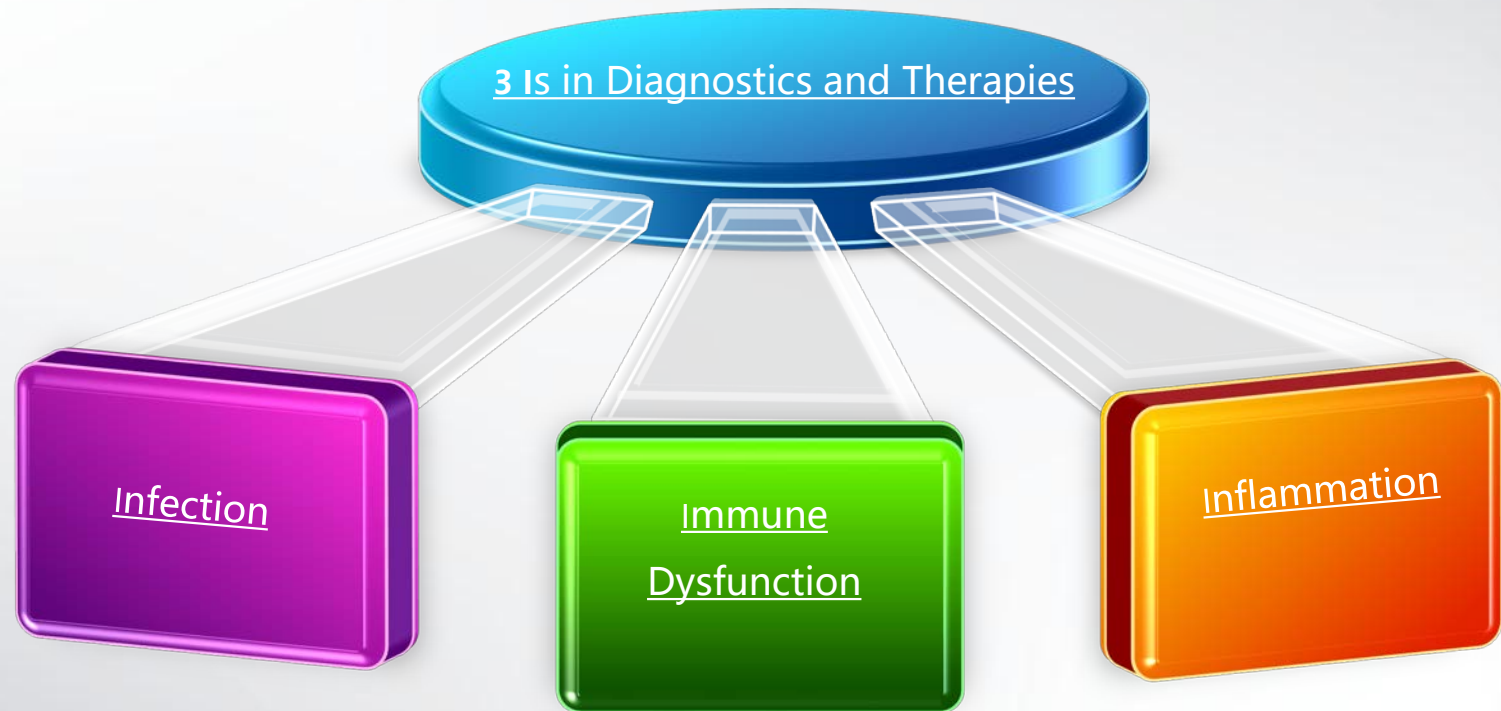 3 Is in Diagnostics and Therapies
Infection
Immune
Dysfunction
Inflammation